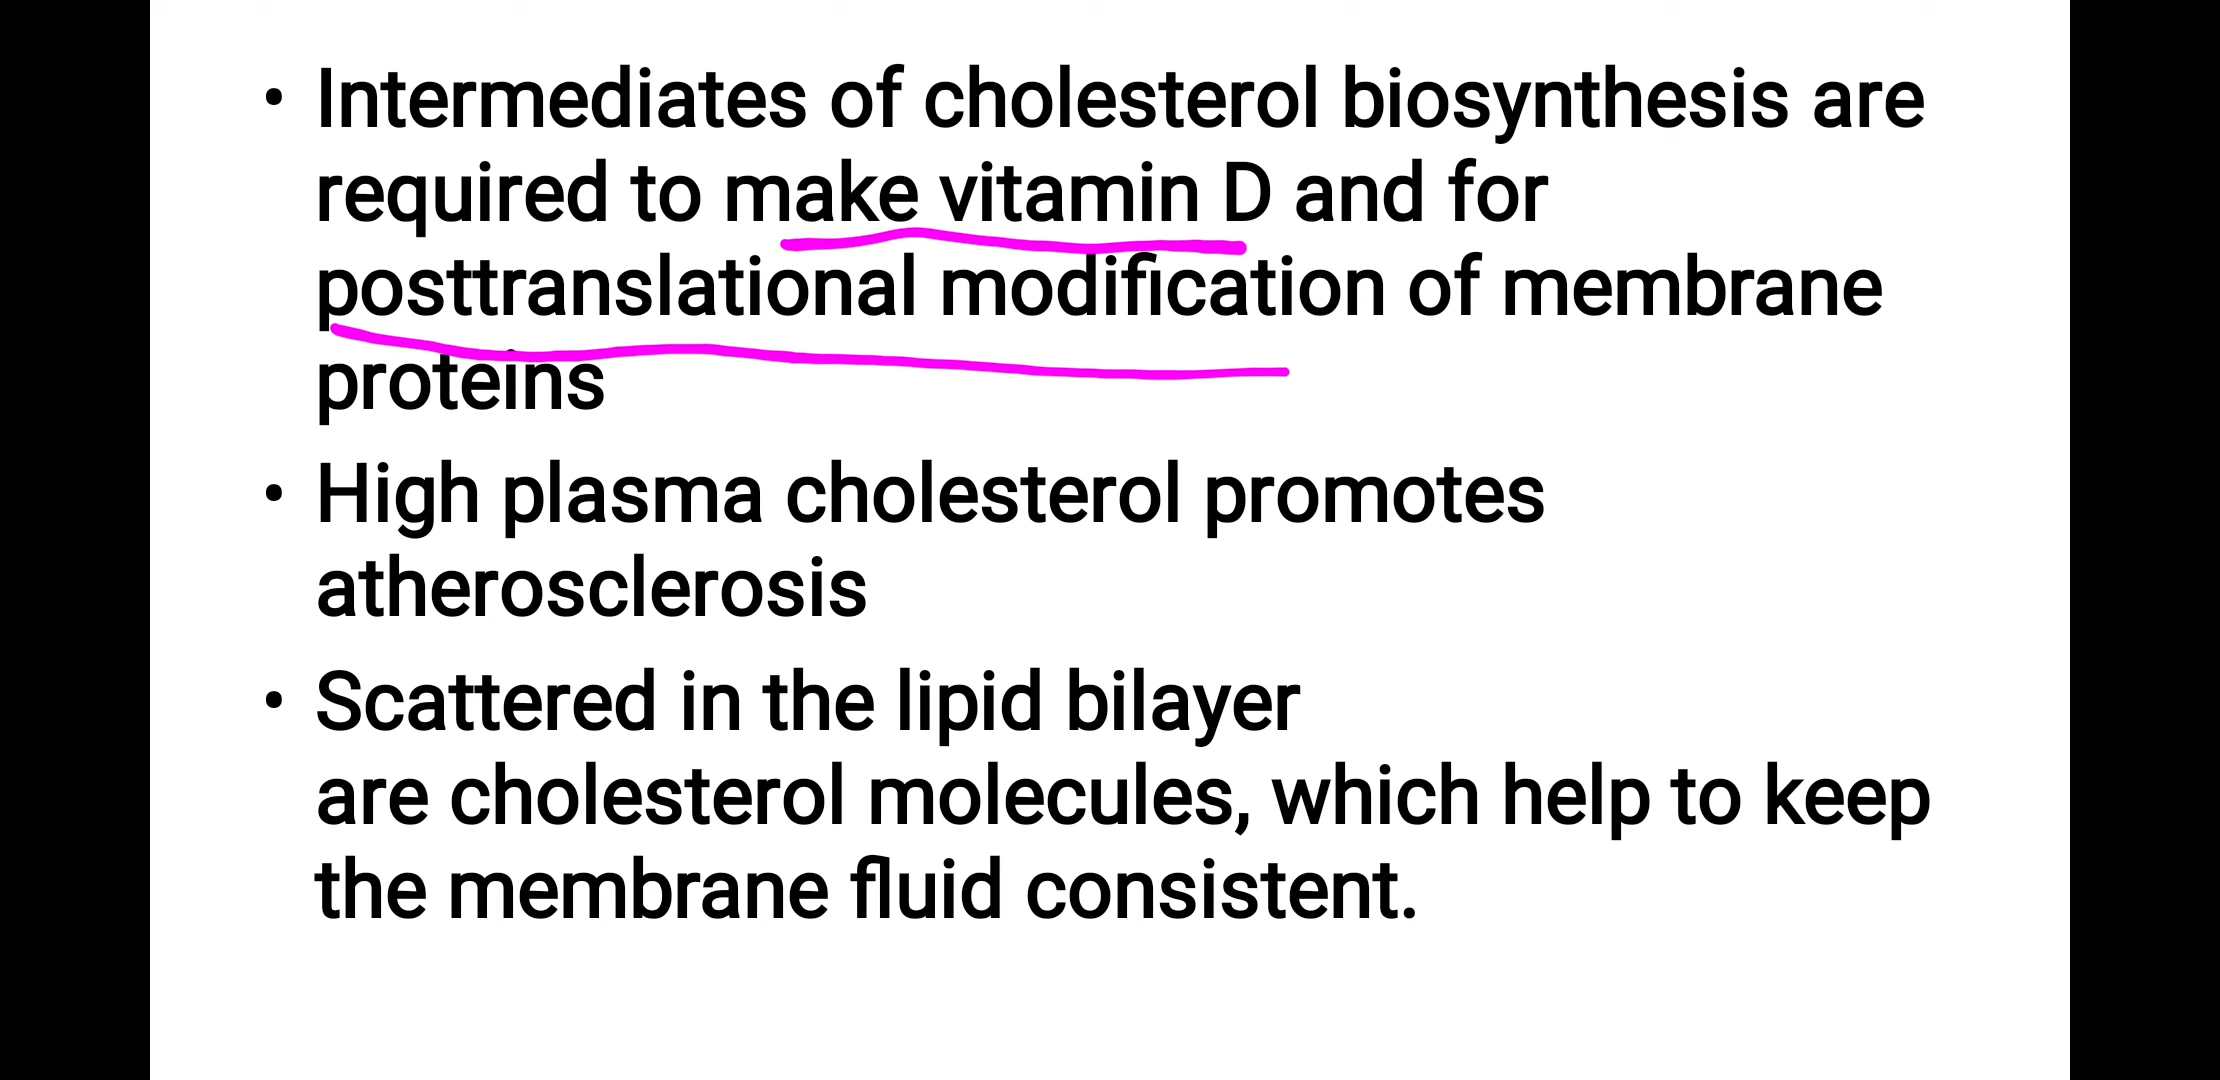 • Intermediates of cholesterol biosynthesis are
required to make vitamin D and for
posttranslational modification of membrane
proteins
• High plasma cholesterol promotes
atherosclerosis
• Scattered in the lipid bilayer
are cholesterol molecules, which help to keep
the membrane fluid consistent.